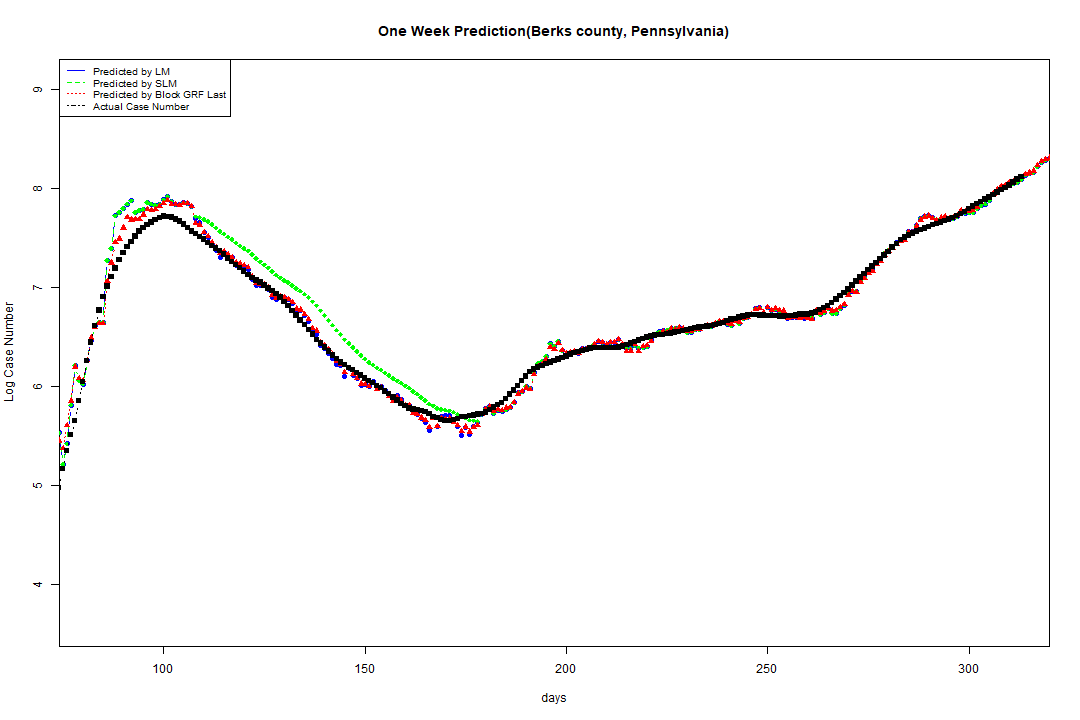 One Week Prediction(Berks county, Pennsylvania)
Predicted by LM
Predicted by SLM
Predicted by Block GRF Last
Actual Case Number
9
8
7
6
5
4
Log Case Number
100 150 200 250 300
days